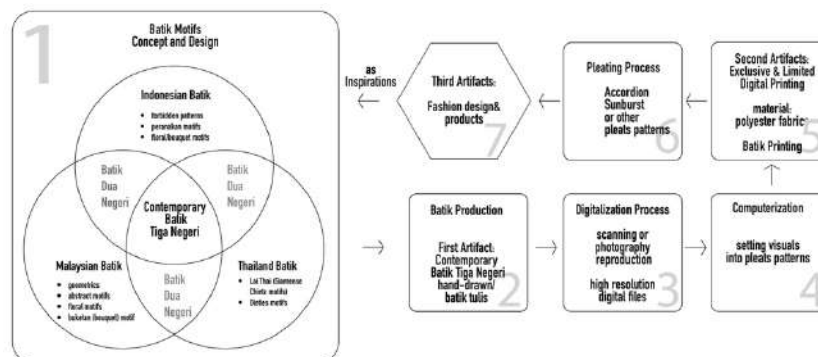 1
Batik Motifs
Concept and Design
Indonesian Batik
• forbidden patterns
• peranakan motifs
• floral/bouquet motifs
Batik
Dua
Negeri
Batik
Dua
Negeri
Contemporary
Batik
Tiga Negeri
Malaysian Batik
• geometrics
• abstract motifs
• floral motifs
• buketan (bouquet) motif
Thailand Batik
• Lai Thai (Siamense
Chintz motifs)
• Dieties motifs
Batik
Dua
Negeri
Batik Production
First Artifact:
Contemporary
Batik Tiga Negeri
hand-drawn/
batik tulis
2
Digitalization Process
scanning or
photography
reproduction
high resolution
digital files
3
Computerization
setting visuals
into pleats patterns
4
Second Artifacts:
Exclusive & Limited
Digital Printing
material:
polyester fabric
Batik Printing
5
Pleating Process
Accordion
Sunburst
or other
pleats patterns
6
Third Artifacts:
Fashion design&
products
7
as
Inspirations